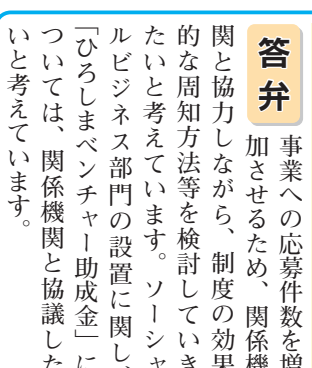 答弁
事業への応募件数を増
加させるため、関係機
関と協力しながら、制度の効果
的な周知方法等を検討していき
たいと考えています。ソーシャ
ルビジネス部門の設置に関し、
「ひろしまベンチャー助成金」に
ついては、関係機関と協議した
いと考えています。